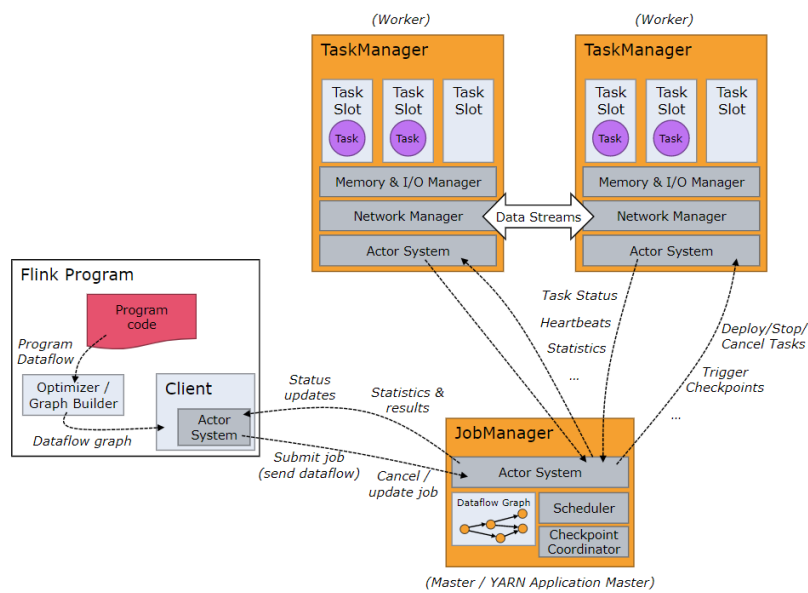 (Worker)
(Worker)
TaskManager
TaskManager
Task
Slot
Task
Slot
Task
Slot
Task
Task
Task
Slot
Task
Slot
Task
Slot
Task
Task
Memory & I/O Manager
Memory & I/O Manager
Network Manager
Data Streams
Network Manager
Actor System
Actor System
Flink Program
Program
code
Program
Dataflow
Optimizer /
Graph Builder
Client
Actor
System
Dataflow graph
Task Status
Heartbeats
Statistics
...
Deploy/Stop/
Cancel Tasks
Trigger
Checkpoints
...
Status
updates
Statistics &
results
Submit job
(send dataflow)
Cancel /
update job
JobManager
Actor System
Dataflow Graph
Scheduler
Checkpoint
Coordinator
(Master / YARN Application Master)